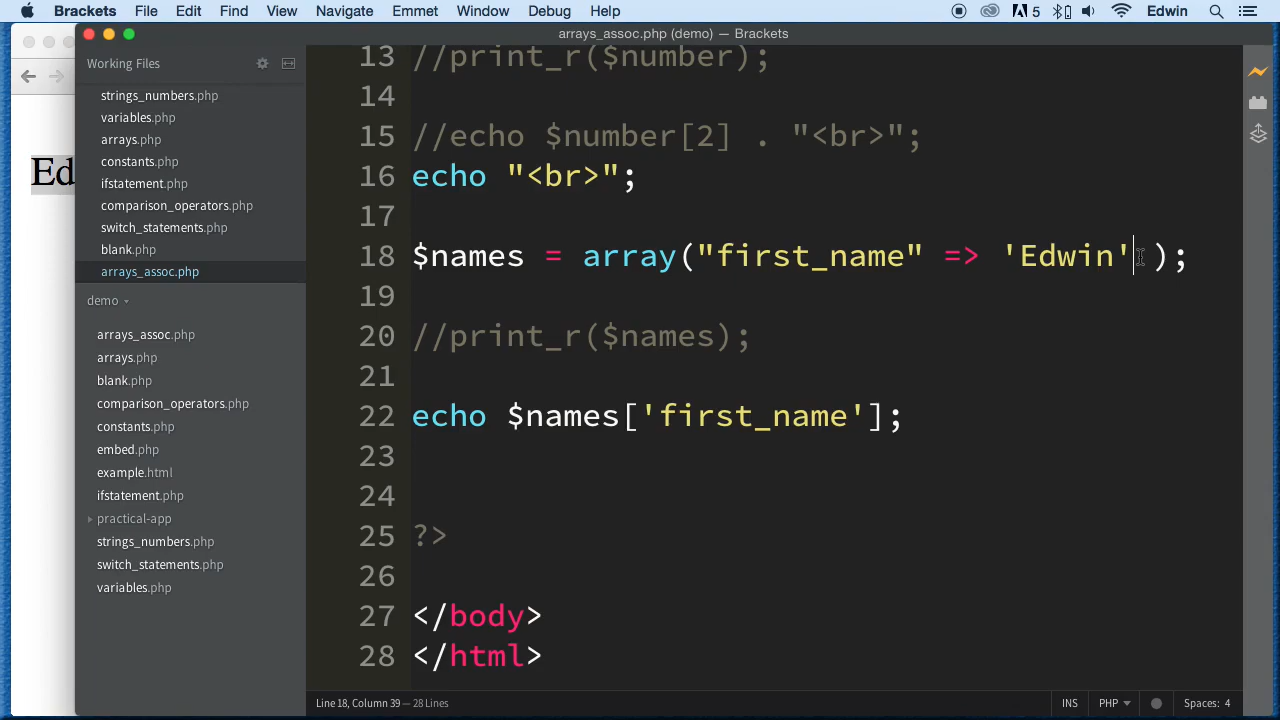 Brackets File Edit Find View Navigate Emmet Window Debug Help 5 Edwin
arrays_assoc.php (demo) — Brackets
Working Files
strings_numbers.php
variables.php
arrays.php
constants.php
ifstatement.php
comparison_operators.php
switch_statements.php
blank.php
arrays_assoc.php
demo
arrays_assoc.php
arrays.php
blank.php
comparison_operators.php
constants.php
embed.php
example.html
ifstatement.php
practical-app
strings_numbers.php
switch_statements.php
variables.php
Ed
13 //print_r($number);
14
15 //echo $number[2] . "<br>";
16 echo "<br>";
17
18 $names = array("first_name" => 'Edwin' );
19
20 //print_r($names);
21
22 echo $names['first_name'];
23
24
25 ?>
26
27 </body>
28 </html>
Line 18, Column 39 — 28 Lines INS PHP Spaces: 4